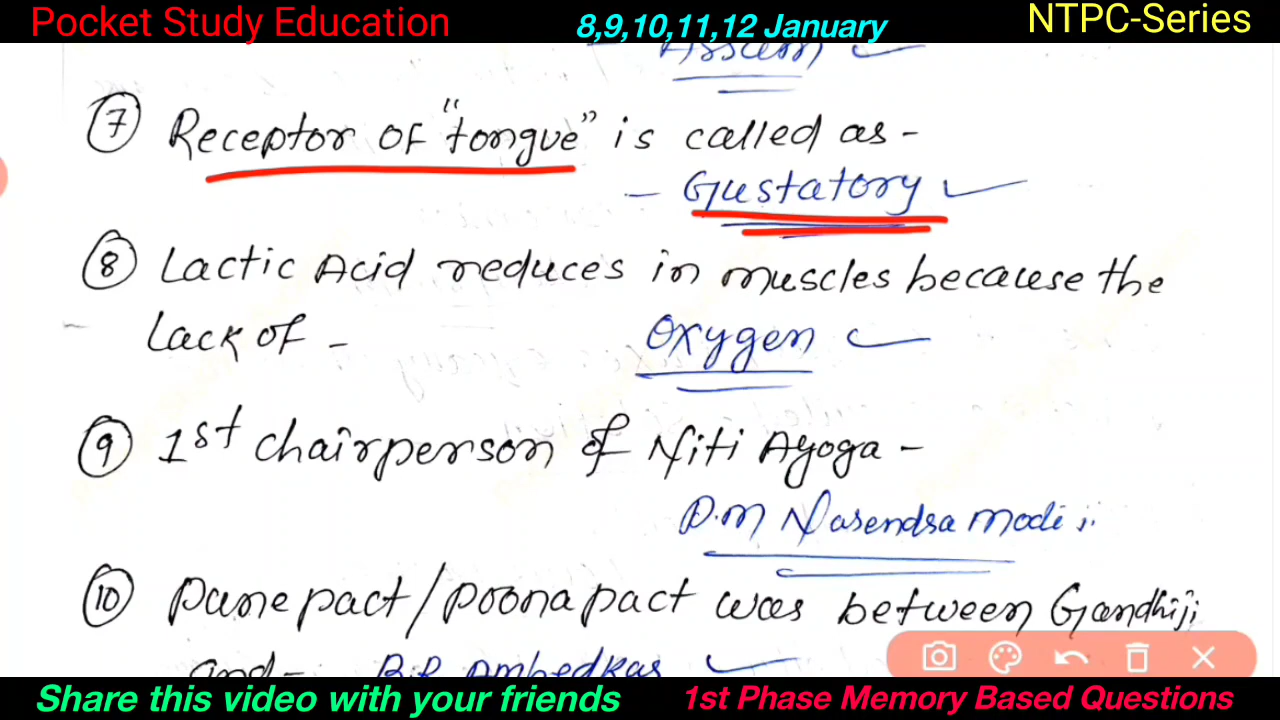 Pocket Study Education 8,9,10,11,12 January NTPC-Series
Assam
7 Receptor of "tongue" is called as -
- Gustatory
8 Lactic Acid reduces in muscles because the
Lack of - Oxygen
9 1st chairperson of Niti Ayoga -
P.M Narendra Modi ji
10 Pune pact/Poona pact was between Gandhiji
and - B.R Ambedkar
Share this video with your friends 1st Phase Memory Based Questions